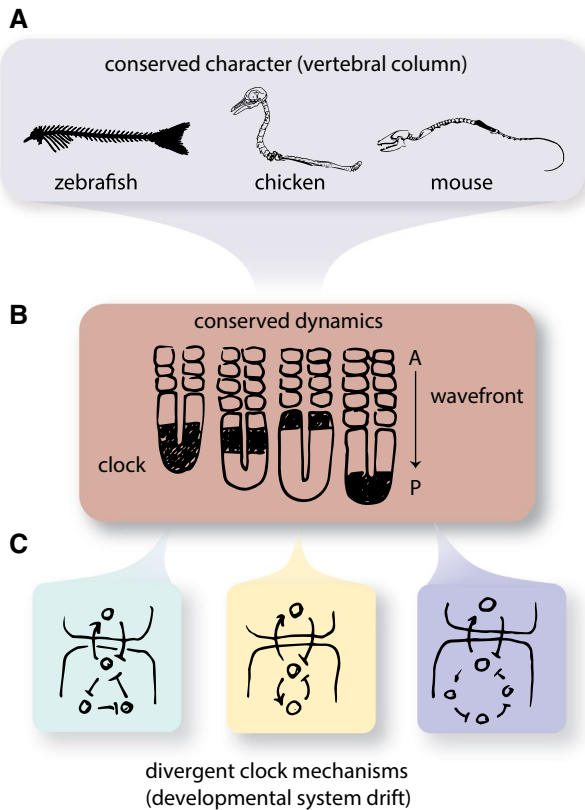 A
conserved character (vertebral column)
zebrafish
chicken
mouse
B
conserved dynamics
A
wavefront
clock
P
C
divergent clock mechanisms
(developmental system drift)